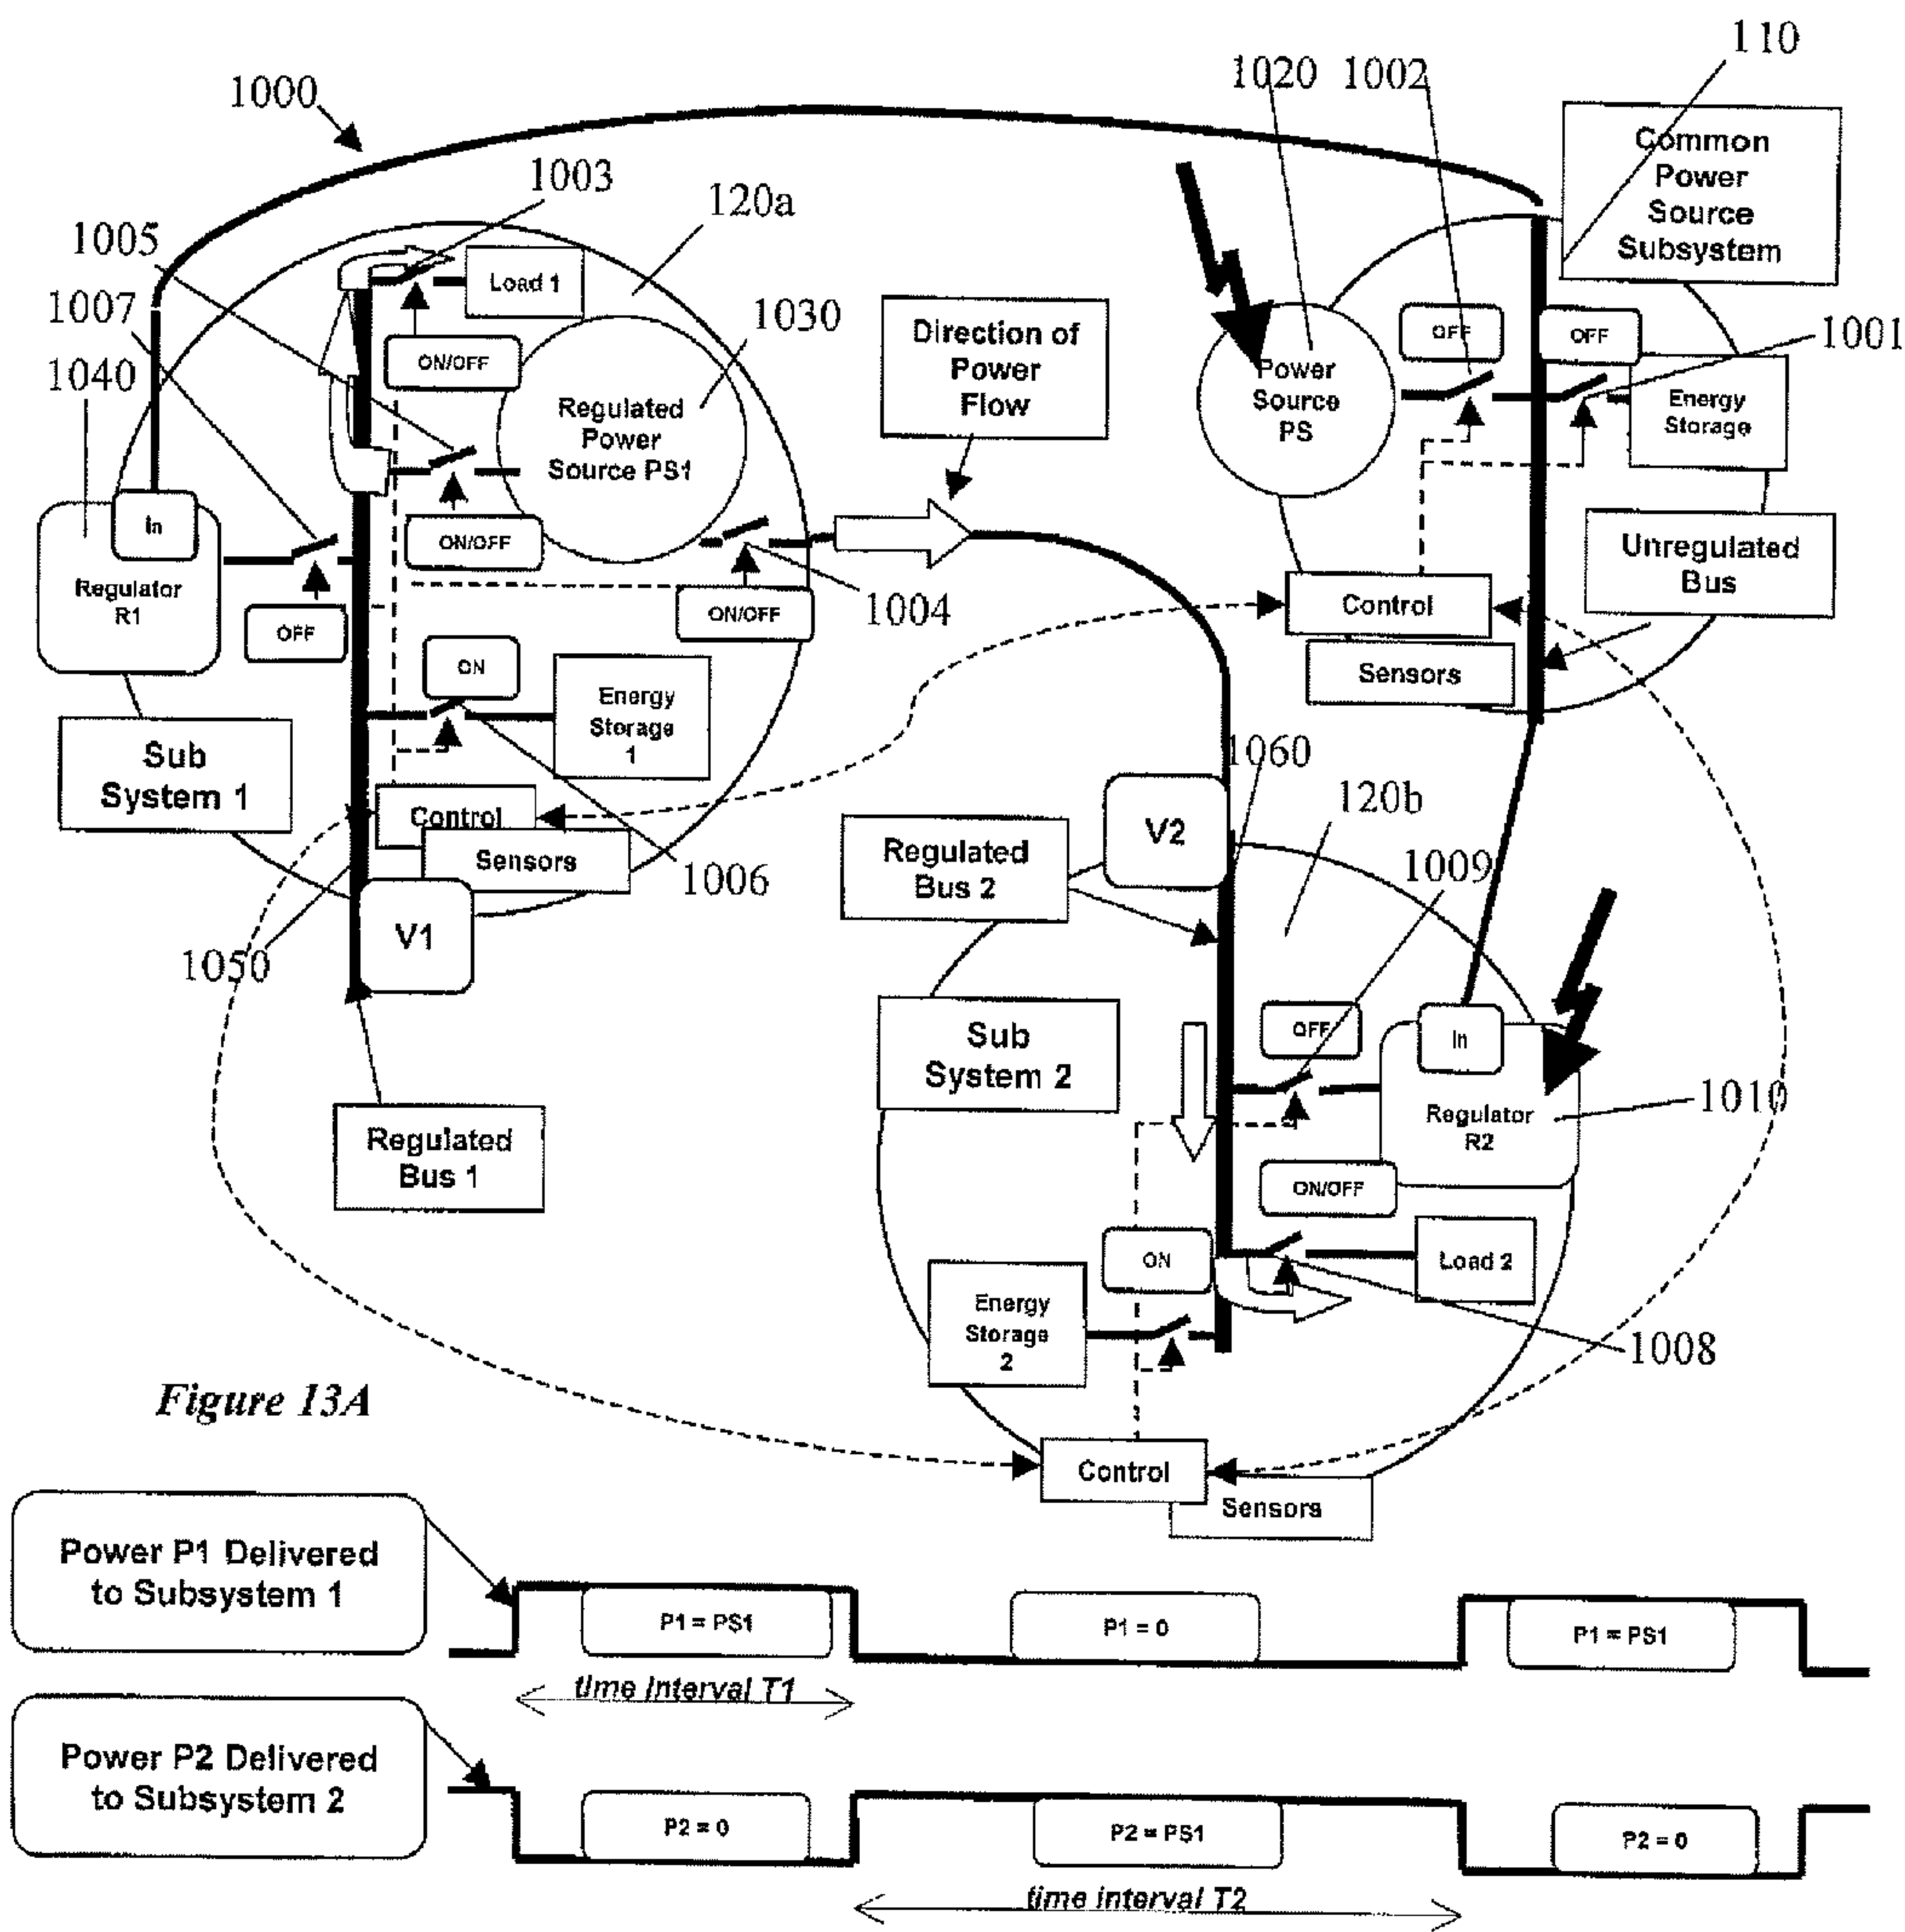 110
1020 1002
1000
Common
Power
Source
Subsystem
1003
120a
1005
Load 1
1007
1030
1040
ON/OFF
Direction of
Power
Flow
OFF
OFF
1001
Power
Source
PS
Energy
Storage
Regulated
Power
Source PS1
In
Regulator
R1
ON/OFF
Unregulated
Bus
OFF
ON/OFF
1004
Control
Sensors
ON
Energy
Storage
1
Sub
System 1
1060
Control
Sensors
1006
V1
1050
V2
120b
Regulated
Bus 2
1009
Sub
System 2
OFF
In
Regulator
R2
1010
Regulated
Bus 1
ON/OFF
ON
Load 2
Energy
Storage
2
1008
Figure 13A
Control
Sensors
Power P1 Delivered
to Subsystem 1
P1 = PS1
P1 = 0
P1 = PS1
time interval T1
Power P2 Delivered
to Subsystem 2
P2 = 0
P2 = PS1
P2 = 0
time interval T2